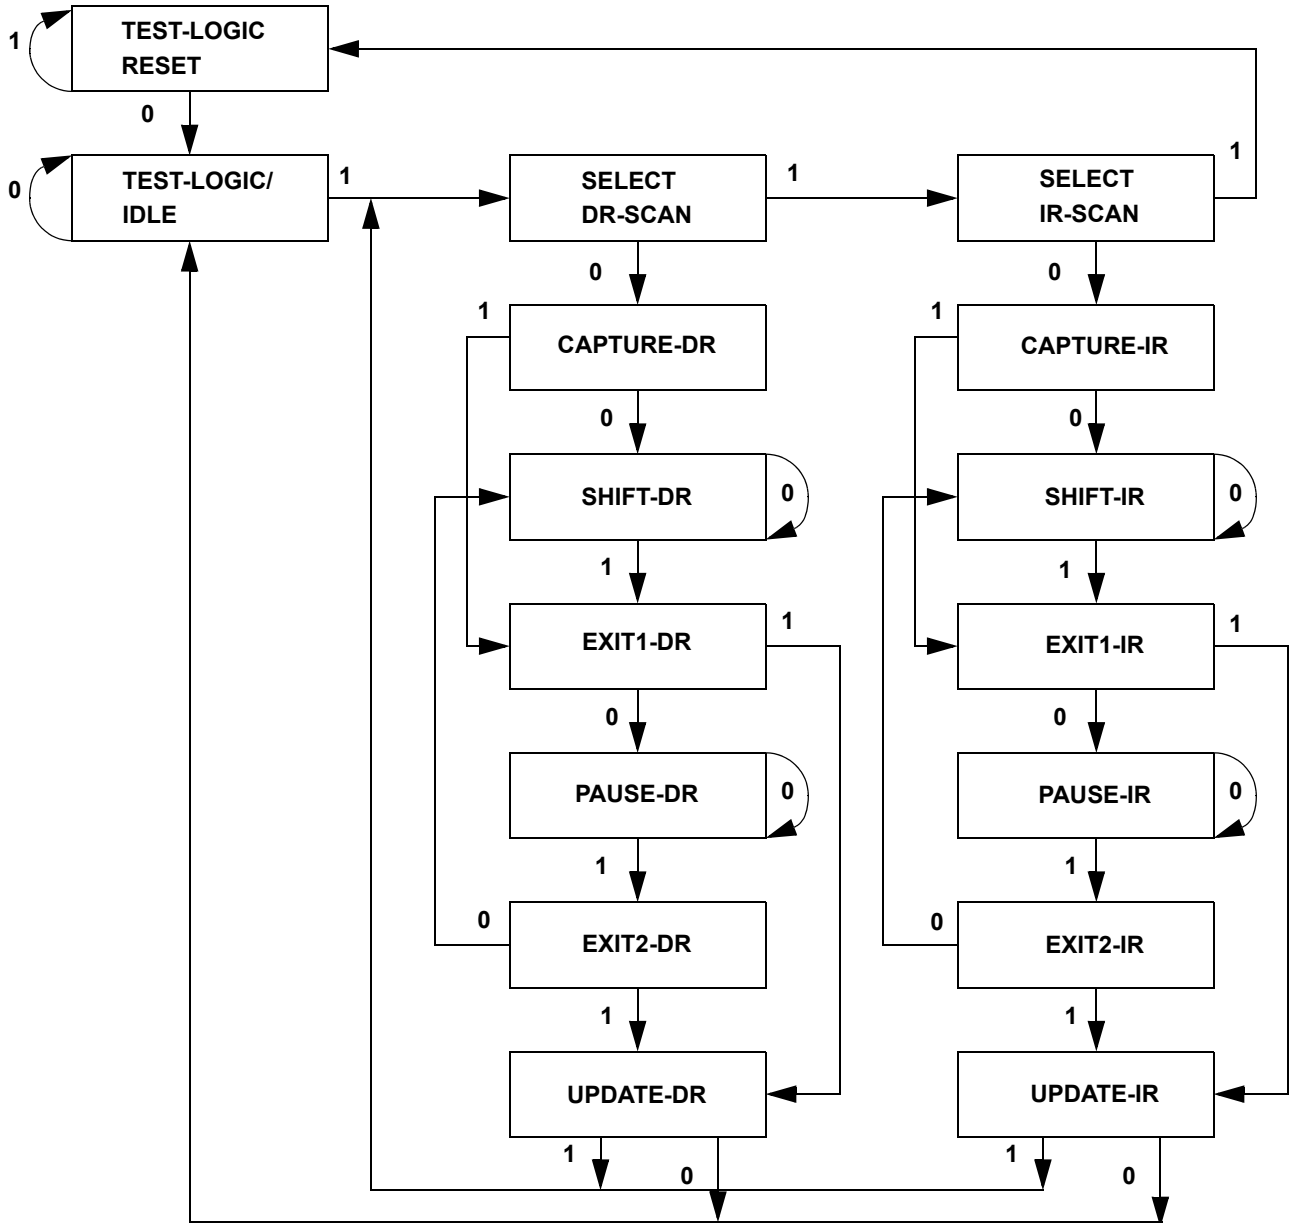 1
TEST-LOGIC
RESET
0
0
TEST-LOGIC/
IDLE
1
SELECT
DR-SCAN
1
SELECT
IR-SCAN
1
0
0
1
CAPTURE-DR
1
CAPTURE-IR
0
0
SHIFT-DR
0
SHIFT-IR
0
1
1
EXIT1-DR
1
EXIT1-IR
1
0
0
PAUSE-DR
0
PAUSE-IR
0
1
1
0
EXIT2-DR
0
EXIT2-IR
1
1
UPDATE-DR
UPDATE-IR
1
0
1
0